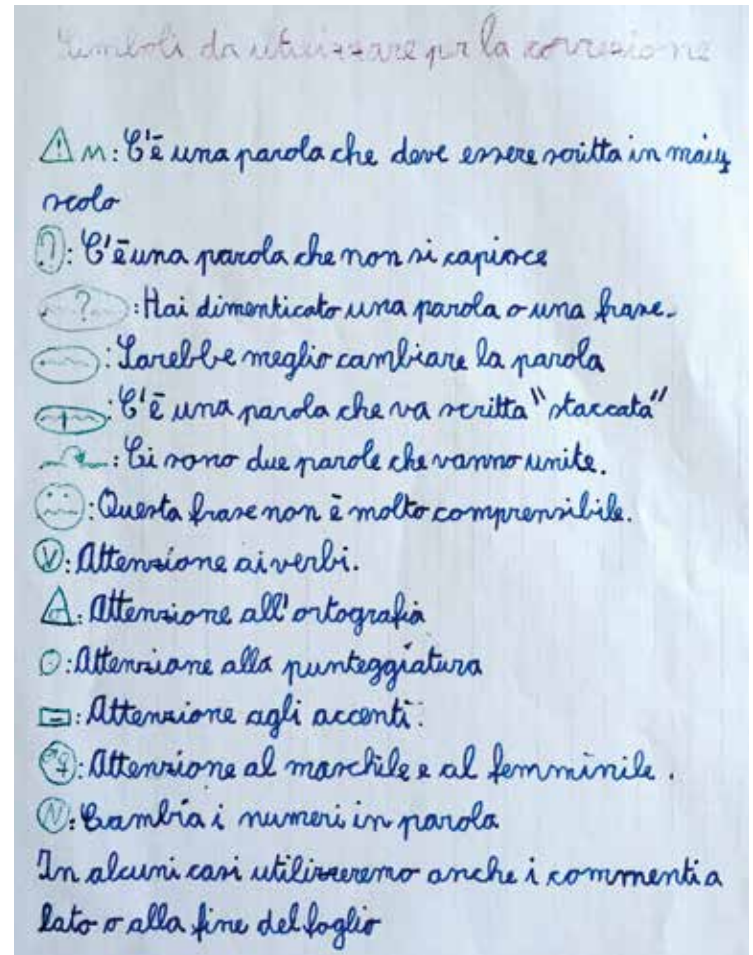 Simboli da utilizzare per la correzione
M: C'è una parola che deve essere scritta in maiu
scolo
?: C'è una parola che non si capisce
?: Hai dimenticato una parola o una frase.
: Sarebbe meglio cambiare la parola
: C'è una parola che va scritta "staccata"
: Ci sono due parole che vanno unite.
: Questa frase non è molto comprensibile.
V: Attenzione ai verbi.
: Attenzione all'ortografia
: Attenzione alla punteggiatura
: Attenzione agli accenti.
: Attenzione al maschile e al femminile.
N: Cambia i numeri in parola
In alcuni casi utilizzeremo anche i commenti a
lato o alla fine del foglio